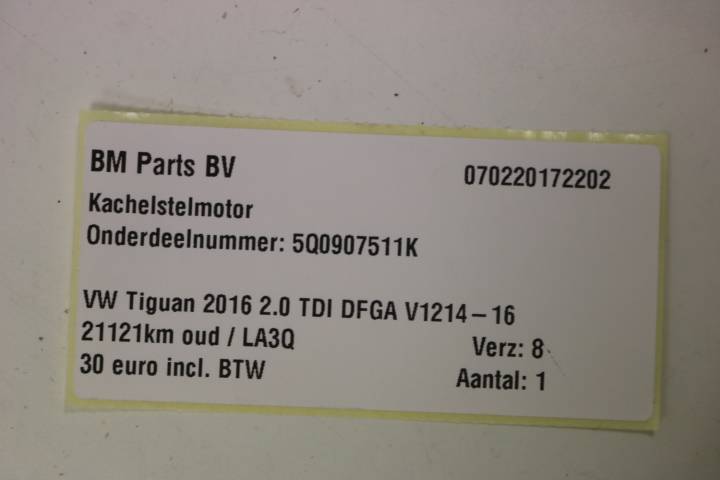 BM Parts BV 070220172202
Kachelstelmotor
Onderdeelnummer: 5Q0907511K
VW Tiguan 2016 2.0 TDI DFGA V1214-16
21121km oud / LA3Q Verz: 8
30 euro incl. BTW Aantal: 1